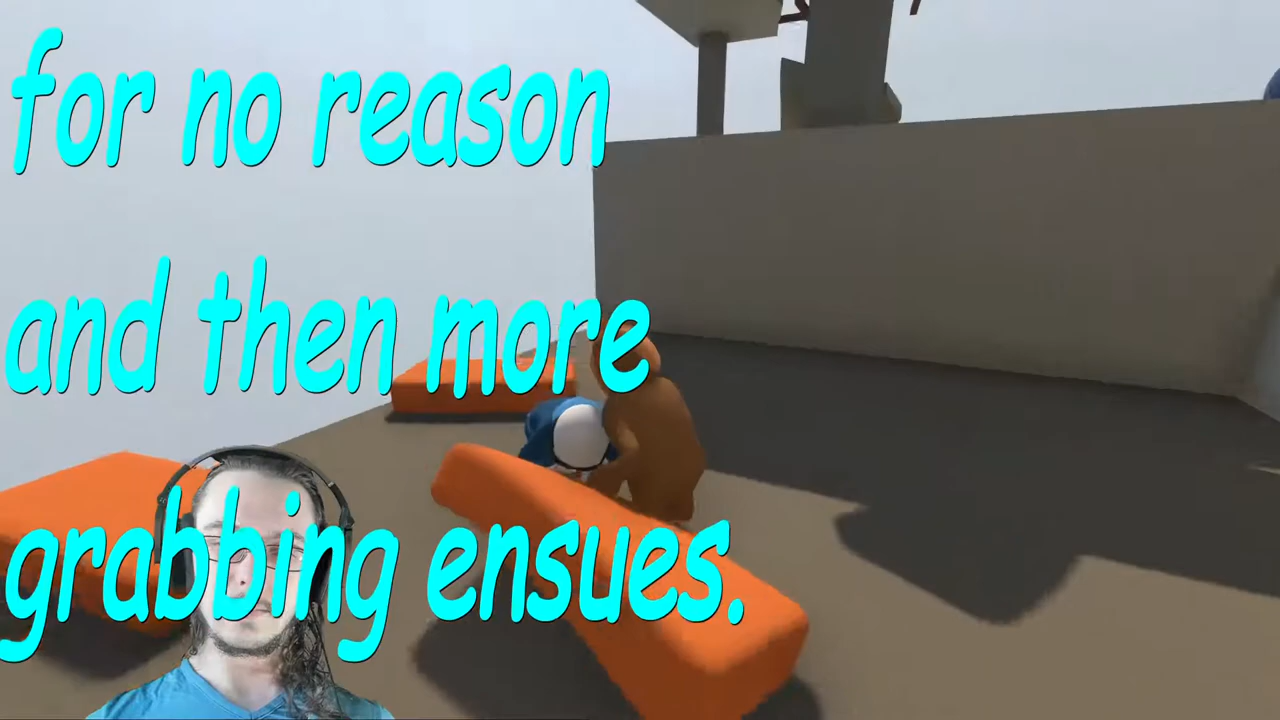 for no reason
and then more
grabbing ensues.